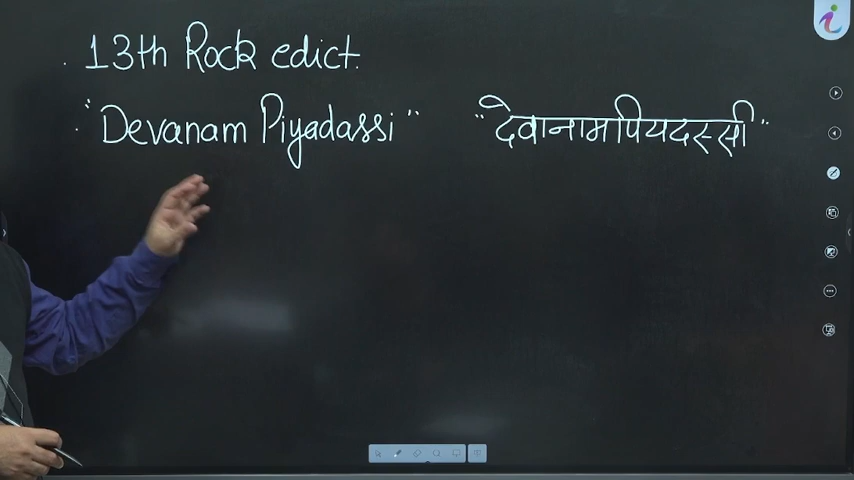 . 13th Rock edict.
. "Devanam Piyadassi" "देवानामपियदस्सी"